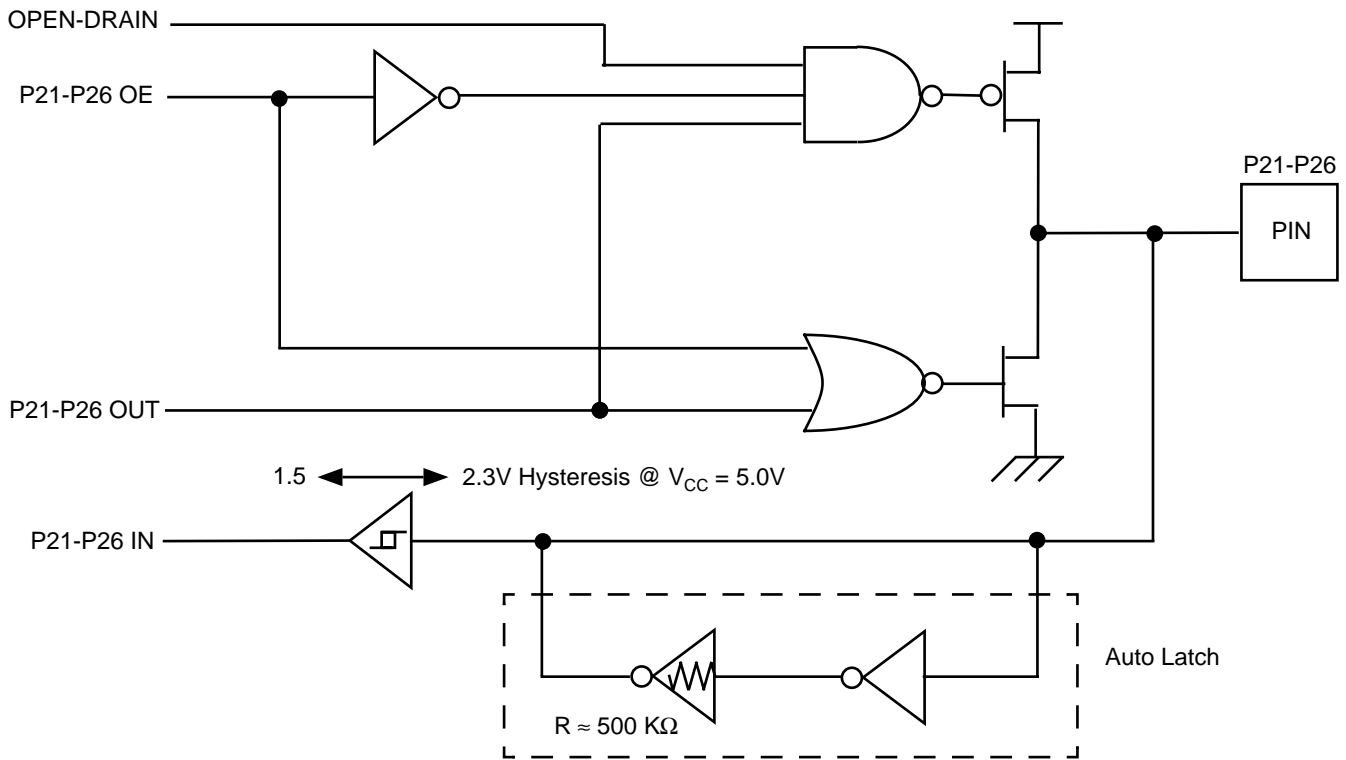 OPEN-DRAIN
P21-P26 OE
P21-P26
PIN
P21-P26 OUT
1.5 2.3V Hysteresis @ VCC = 5.0V
P21-P26 IN
Auto Latch
R ≈ 500 KΩ